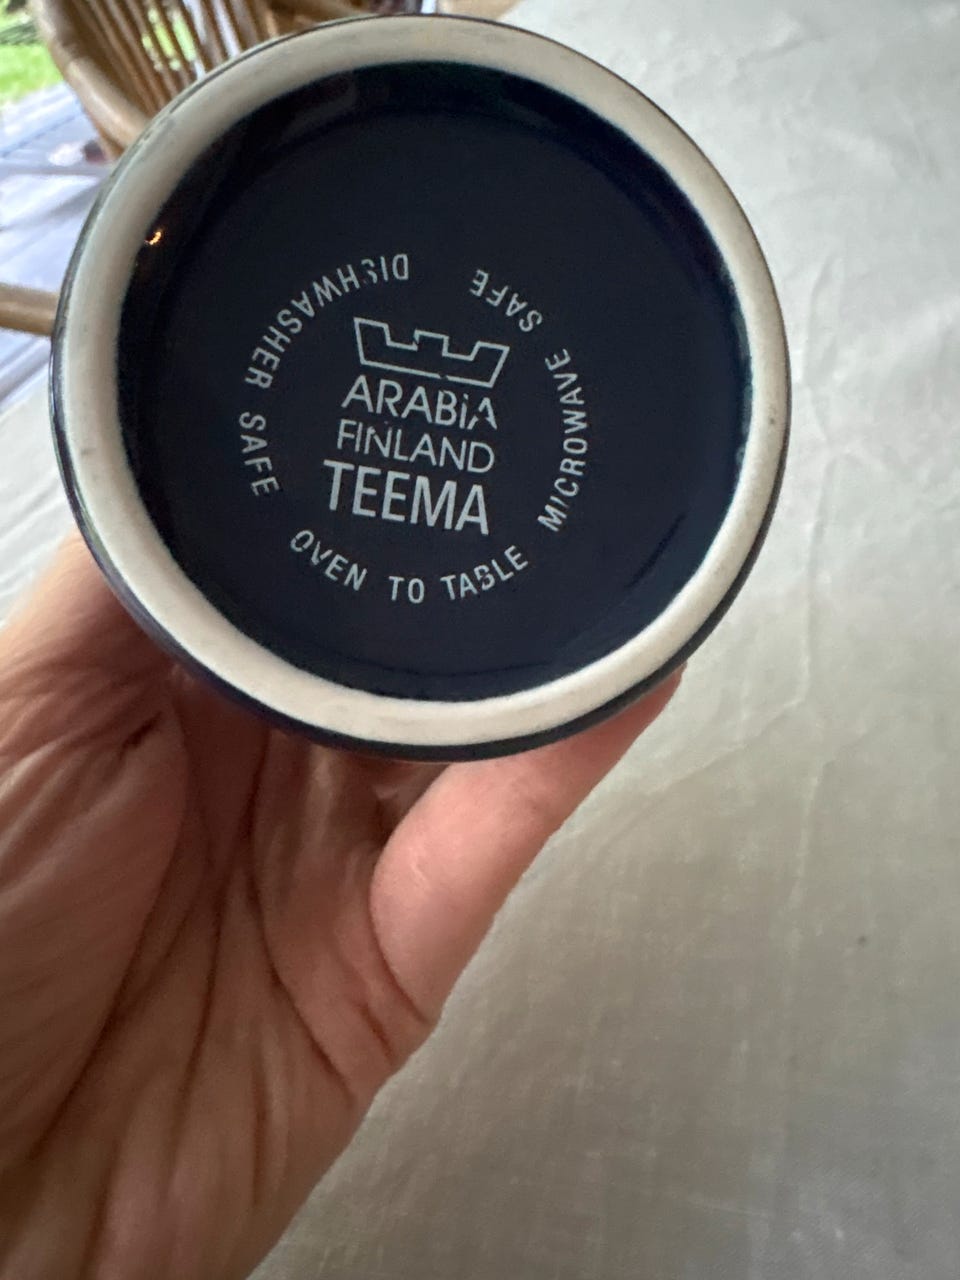 ARABiA
FINLAND
TEEMA
DISHWASHER SAFE
OVEN TO TABLE
MICROWAVE SAFE